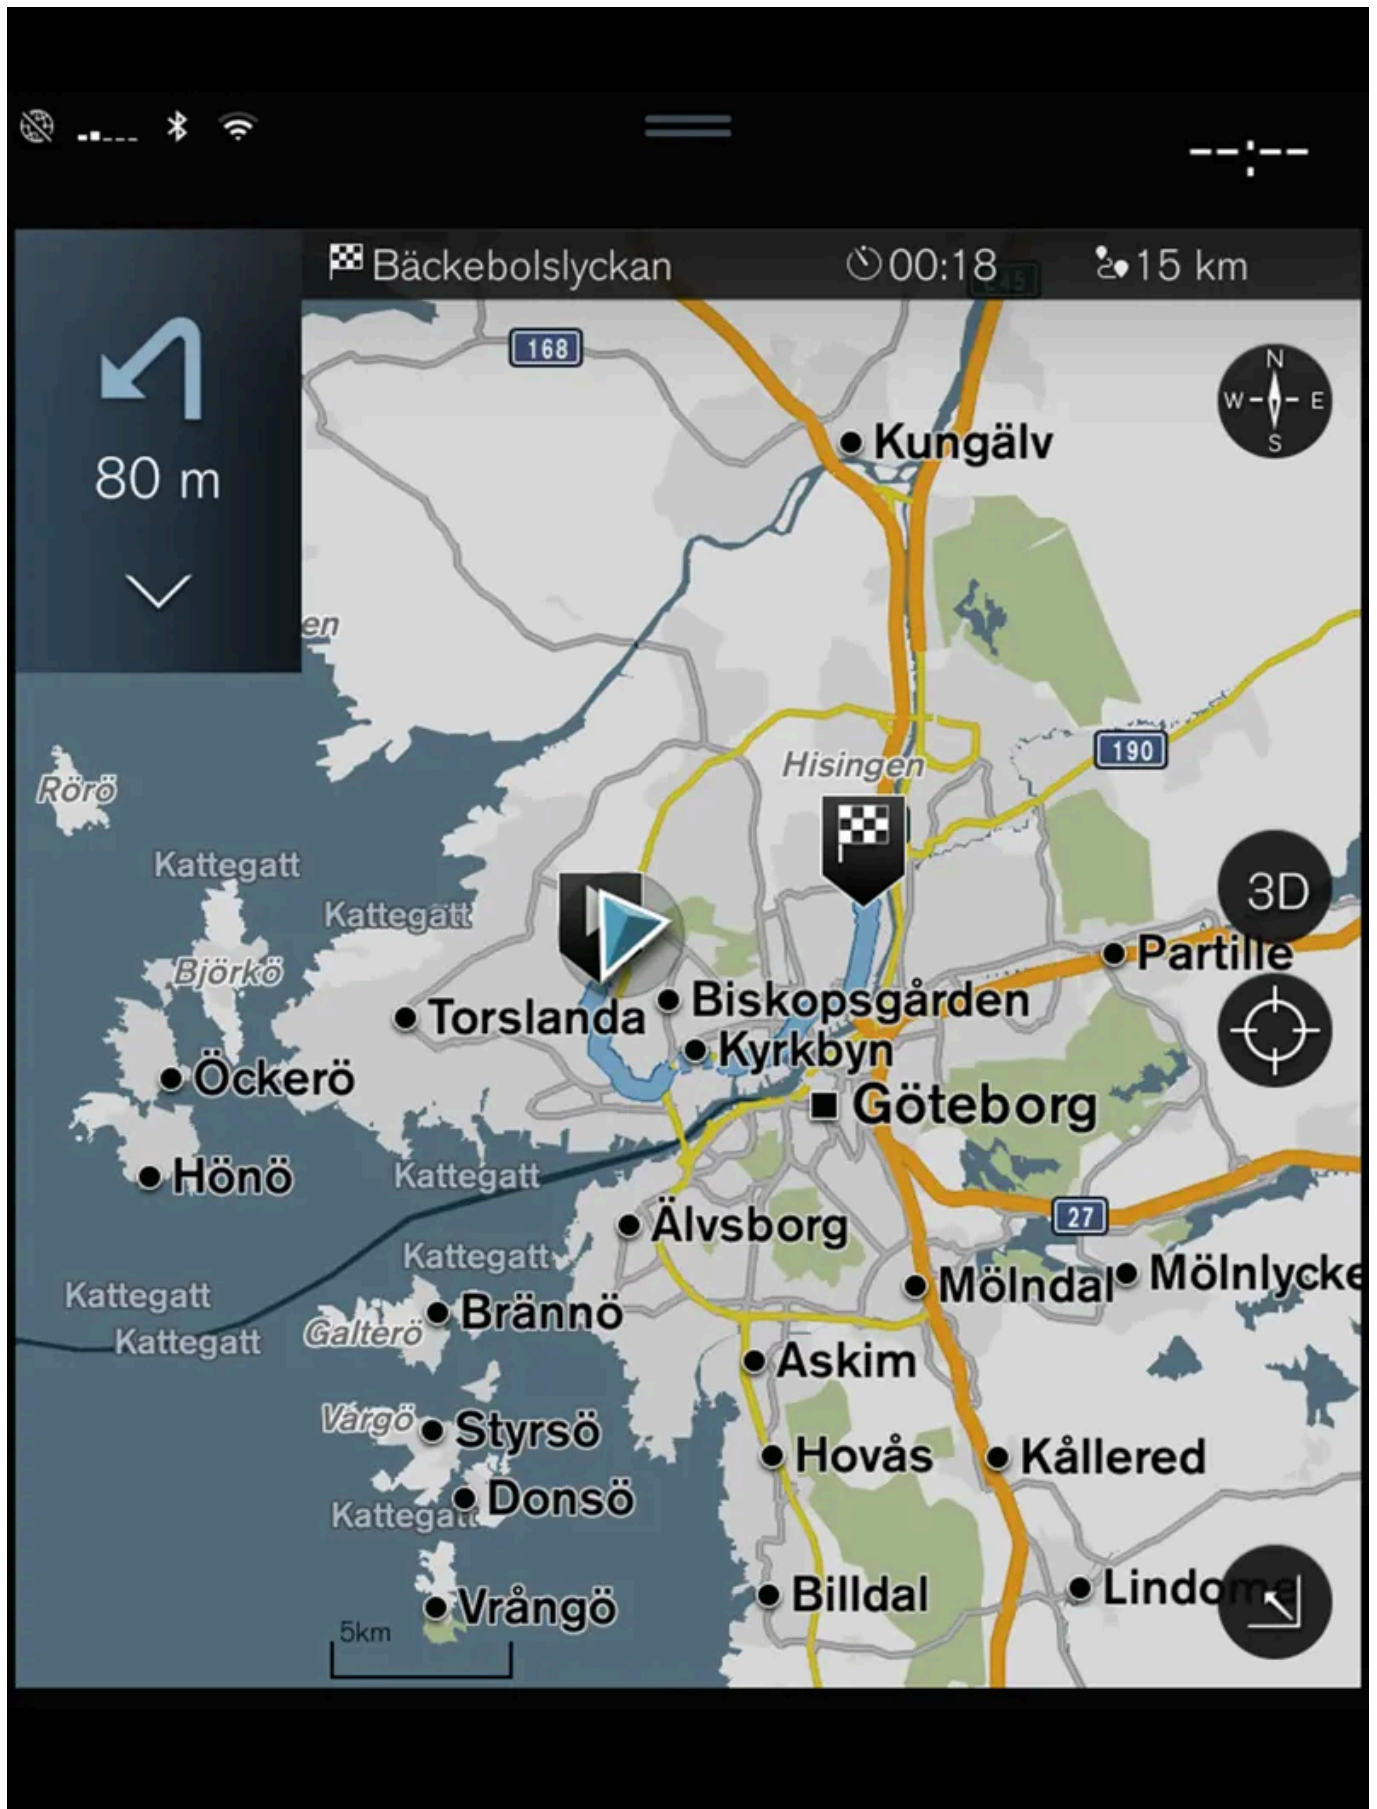 --:--
Bäckebolslyckan 00:18 15 km
80 m
168
N
W E
S
Kungälv
en
190
Hisingen
Rörö
Kattegatt
Kattegatt
3D
Partille
Björkö
Biskopsgården
Torslanda
Kyrkbyn
Öckerö
Göteborg
Hönö
Kattegatt
27
Älvsborg
Kattegatt
Mölndal
Mölnlycke
Kattegatt
Brännö
Galterö
Kattegatt
Askim
Vargö
Styrsö
Hovås
Kållered
Donsö
Kattegatt
Lindome
Billdal
Vrångö
5km